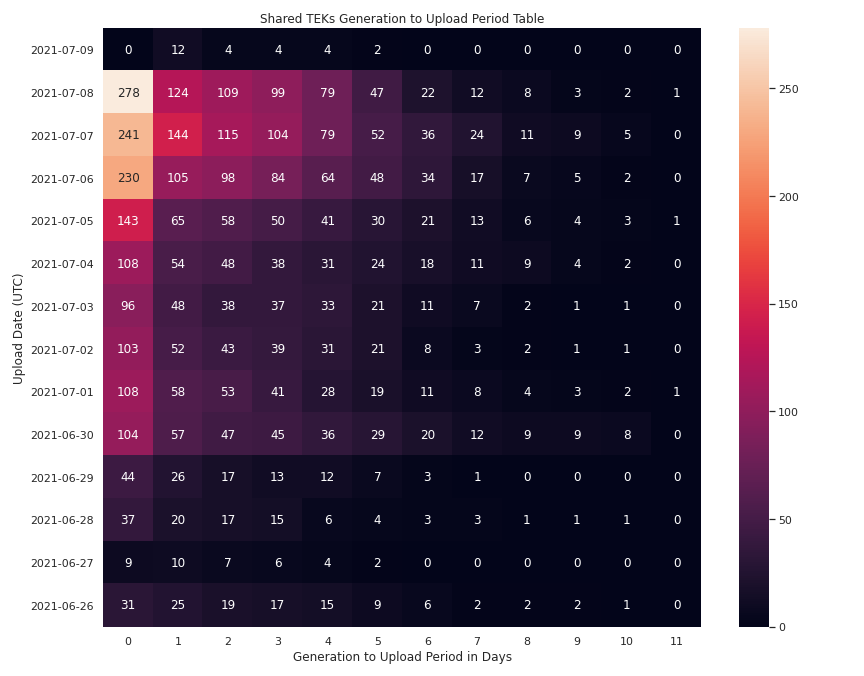 Shared TEKs Generation to Upload Period Table
Upload Date (UTC)
2021-07-09 0 12 4 4 4 2 0 0 0 0 0 0
2021-07-08 278 124 109 99 79 47 22 12 8 3 2 1
2021-07-07 241 144 115 104 79 52 36 24 11 9 5 0
2021-07-06 230 105 98 84 64 48 34 17 7 5 2 0
2021-07-05 143 65 58 50 41 30 21 13 6 4 3 1
2021-07-04 108 54 48 38 31 24 18 11 9 4 2 0
2021-07-03 96 48 38 37 33 21 11 7 2 1 1 0
2021-07-02 103 52 43 39 31 21 8 3 2 1 1 0
2021-07-01 108 58 53 41 28 19 11 8 4 3 2 1
2021-06-30 104 57 47 45 36 29 20 12 9 9 8 0
2021-06-29 44 26 17 13 12 7 3 1 0 0 0 0
2021-06-28 37 20 17 15 6 4 3 3 1 1 1 0
2021-06-27 9 10 7 6 4 2 0 0 0 0 0 0
2021-06-26 31 25 19 17 15 9 6 2 2 2 1 0
0 1 2 3 4 5 6 7 8 9 10 11
Generation to Upload Period in Days
250
200
150
100
50
0